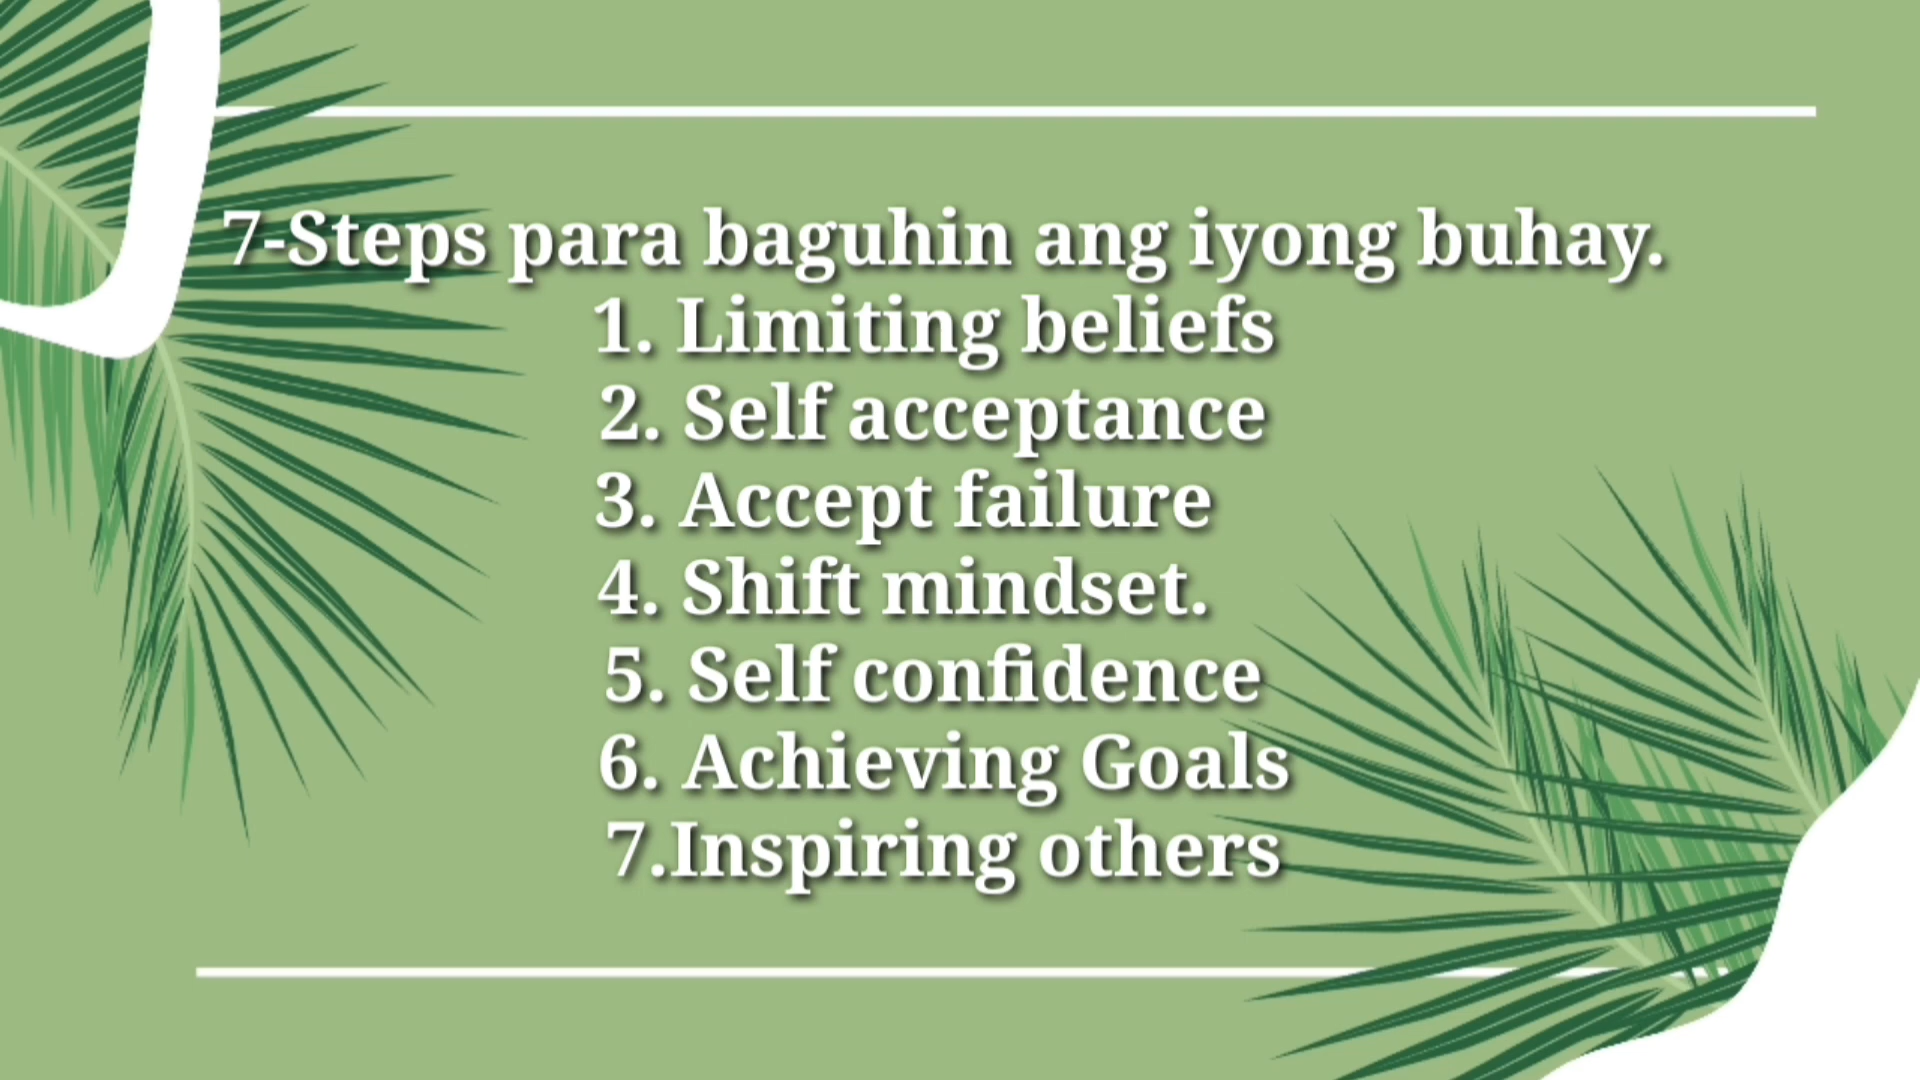 7-Steps para baguhin ang iyong buhay.
1. Limiting beliefs
2. Self acceptance
3. Accept failure
4. Shift mindset.
5. Self confidence
6. Achieving Goals
7.Inspiring others